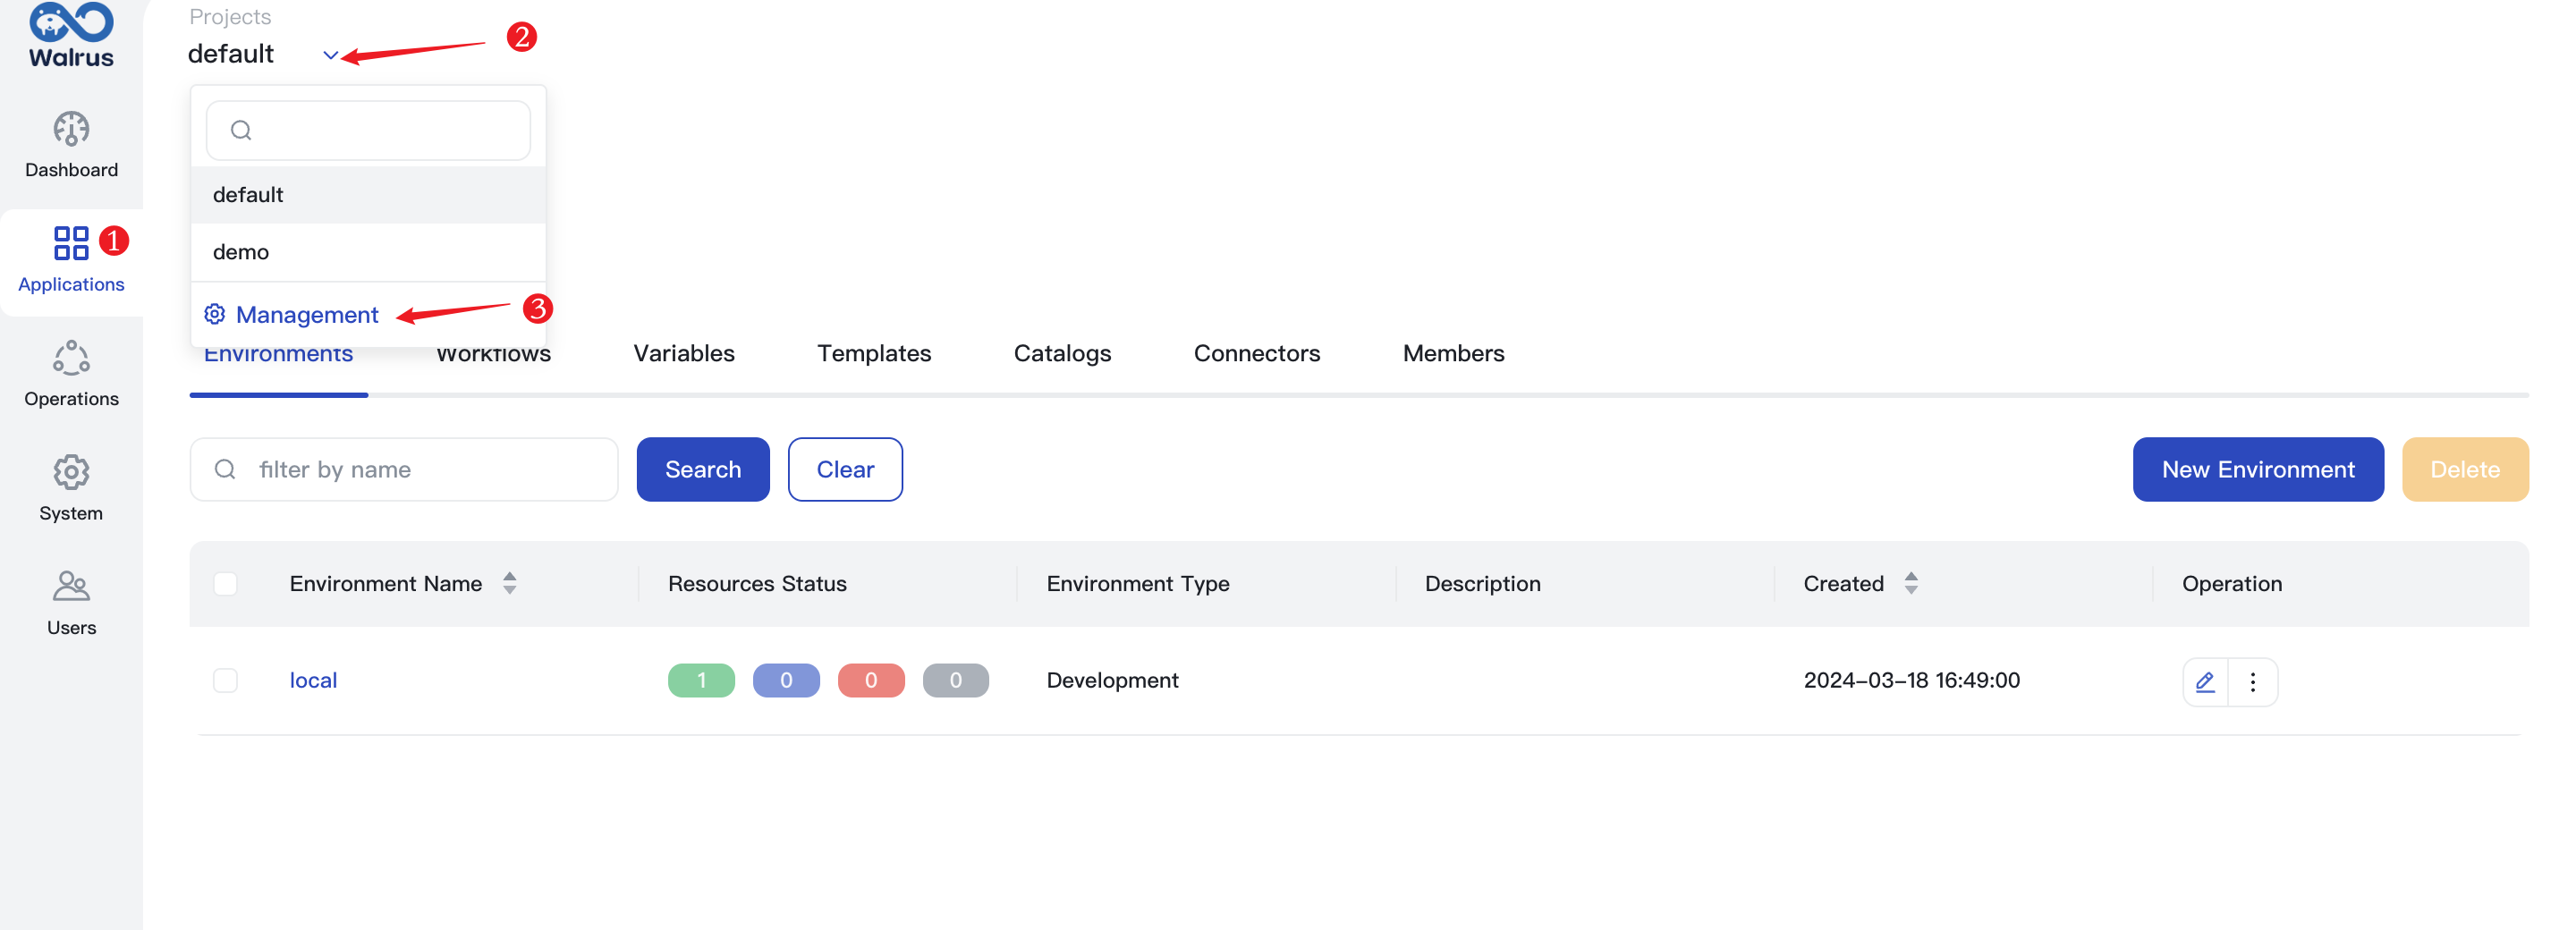 Walrus
Dashboard
1
Applications
Operations
System
Users
Projects
default
2
default
demo
Management
3
Environments Workflows Variables Templates Catalogs Connectors Members
filter by name Search Clear New Environment Delete
Environment Name Resources Status Environment Type Description Created Operation
local 1 0 0 0 Development 2024-03-18 16:49:00